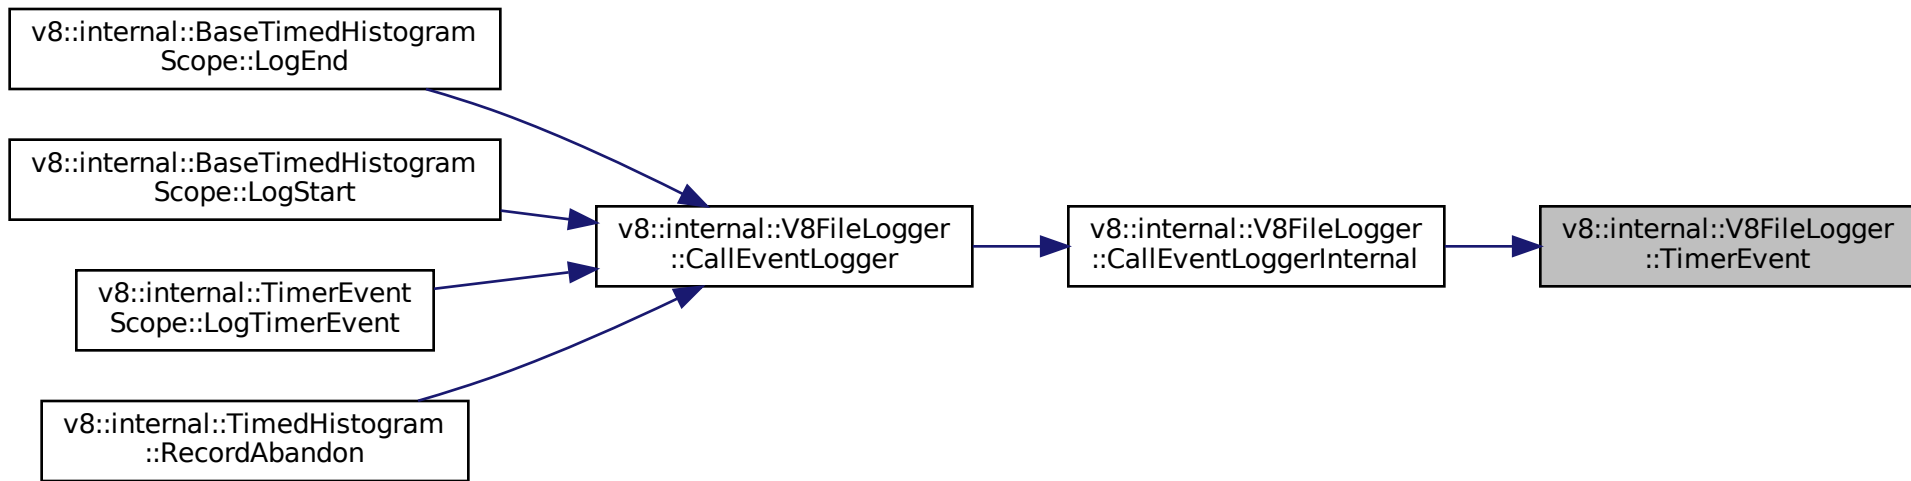 v8::internal::BaseTimedHistogram
Scope::LogEnd
v8::internal::BaseTimedHistogram
Scope::LogStart
v8::internal::TimerEvent
Scope::LogTimerEvent
v8::internal::TimedHistogram
::RecordAbandon
v8::internal::V8FileLogger
::CallEventLogger
v8::internal::V8FileLogger
::CallEventLoggerInternal
v8::internal::V8FileLogger
::TimerEvent